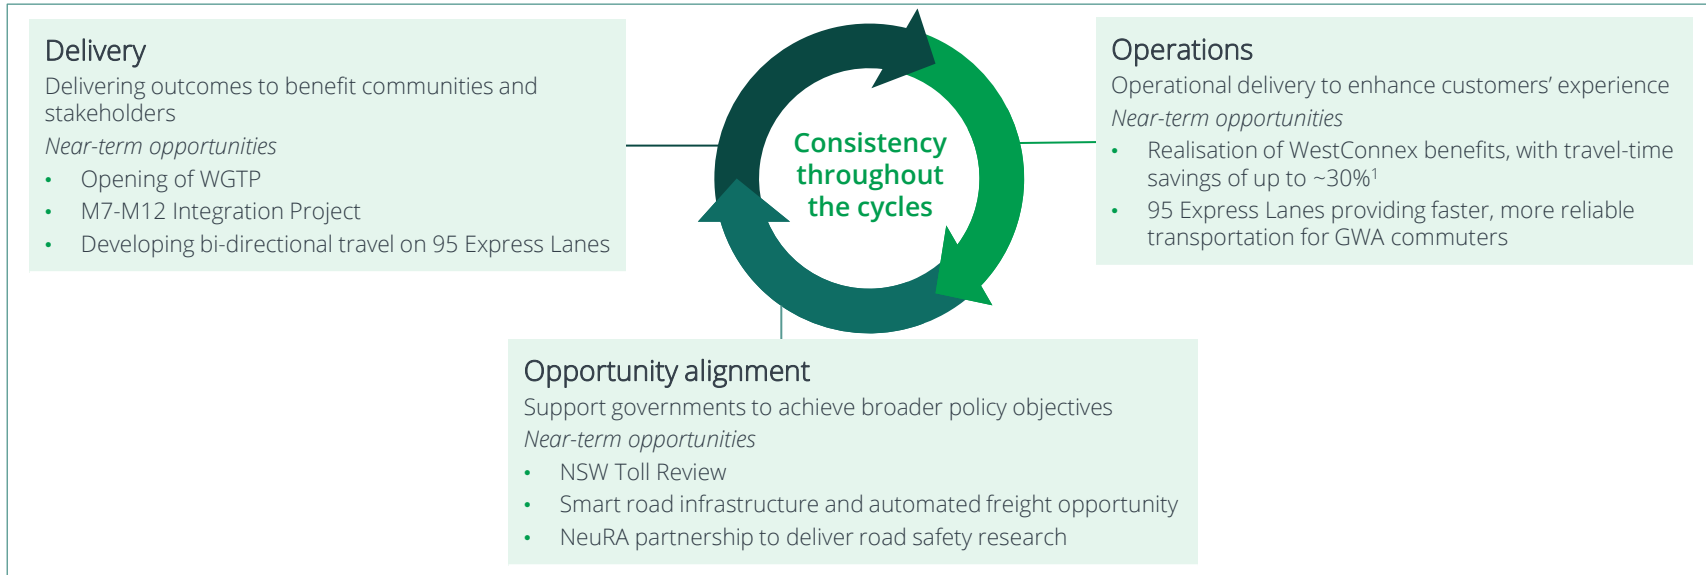 Delivery
Delivering outcomes to benefit communities and
stakeholders
Near-term opportunities
• Opening of WGTP
• M7-M12 Integration Project
• Developing bi-directional travel on 95 Express Lanes
Consistency
throughout
the cycles
Operations
Operational delivery to enhance customers’ experience
Near-term opportunities
• Realisation of WestConnex benefits, with travel-time
savings of up to ~30%¹
• 95 Express Lanes providing faster, more reliable
transportation for GWA commuters
Opportunity alignment
Support governments to achieve broader policy objectives
Near-term opportunities
• NSW Toll Review
• Smart road infrastructure and automated freight opportunity
• NeuRA partnership to deliver road safety research